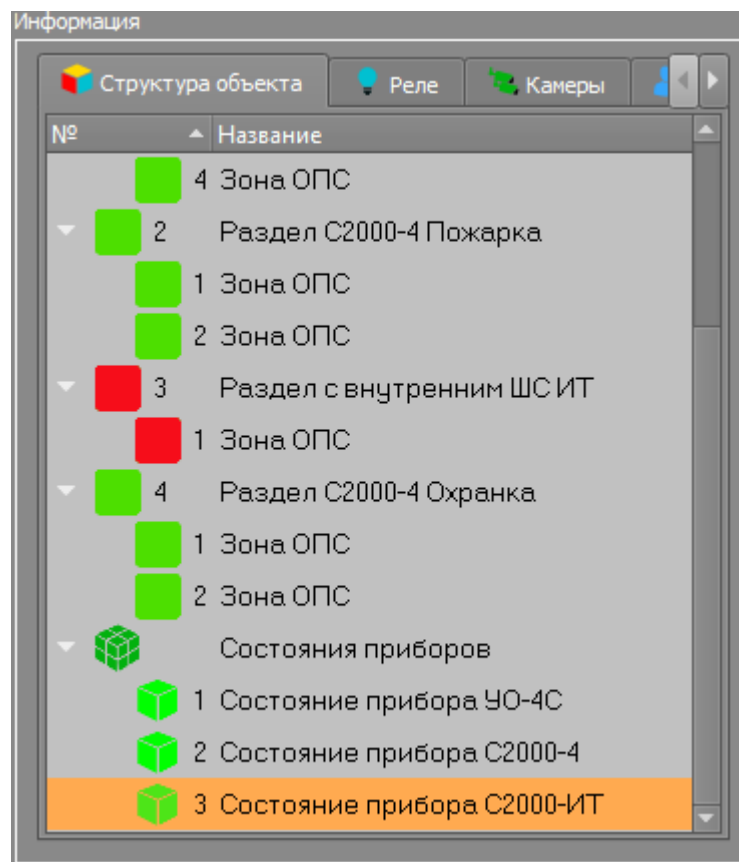 Информация
Структура объекта Реле Камеры
№ Название
4 Зона ОПС
2 Раздел С2000-4 Пожарка
1 Зона ОПС
2 Зона ОПС
3 Раздел с внутренним ШС ИТ
1 Зона ОПС
4 Раздел С2000-4 Охранка
1 Зона ОПС
2 Зона ОПС
Состояния приборов
1 Состояние прибора УО-4С
2 Состояние прибора С2000-4
3 Состояние прибора С2000-ИТ